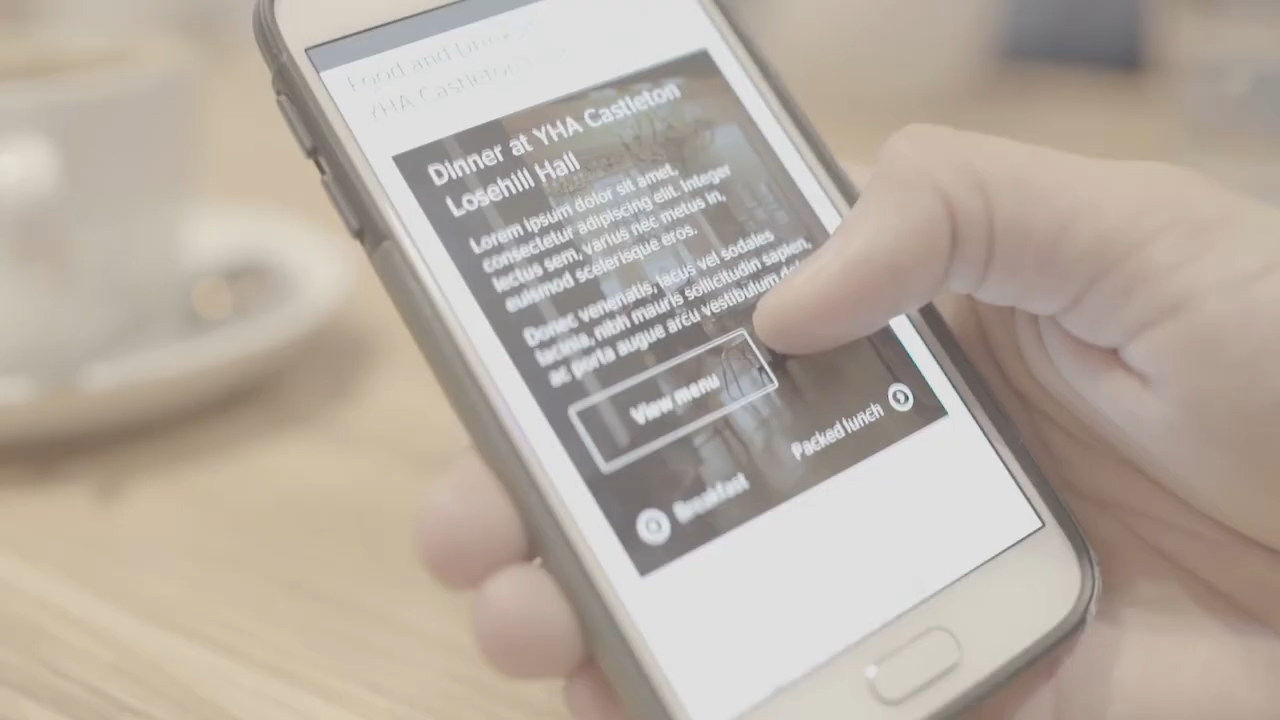 Food and Drink
YHA Castleton
Dinner at YHA Castleton
Losehill Hall
Lorem ipsum dolor sit amet,
consectetur adipiscing elit. Integer
lectus sem, varius nec metus in,
euismod scelerisque eros.
Donec venenatis, lacus vel sodales
lacinia, nibh mauris sollicitudin sapien,
ac porta augue arcu vestibulum
View menu
Packed lunch
Breakfast